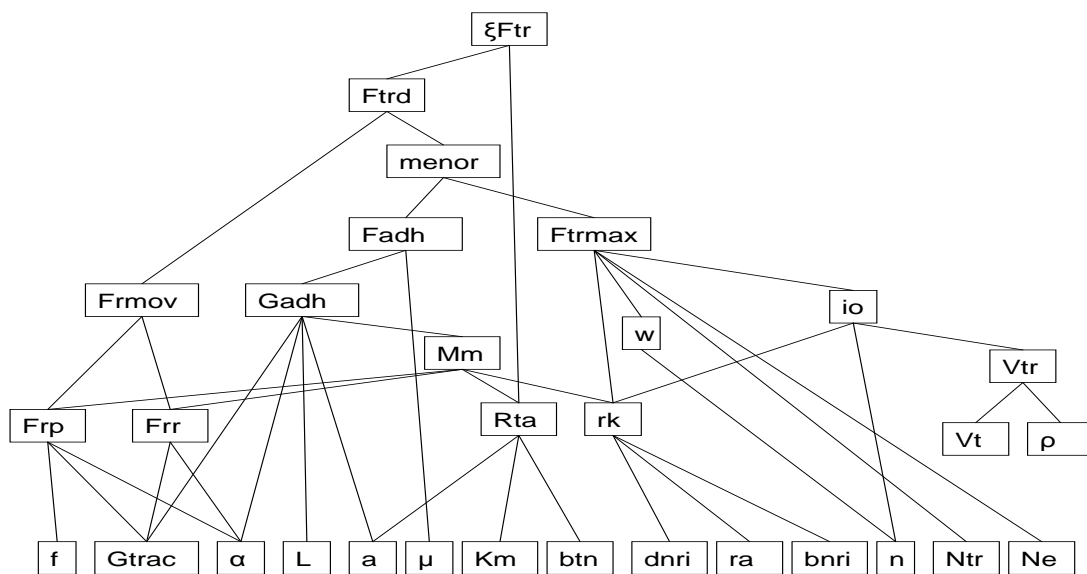 ξFtr
Ftrd
menor
Fadh
Ftrmax
Frmov
Gadh
io
w
Mm
Vtr
Frp
Frr
Rta
rk
Vt
ρ
f
Gtrac
α
L
a
μ
Km
btn
dnri
ra
bnri
n
Ntr
Ne